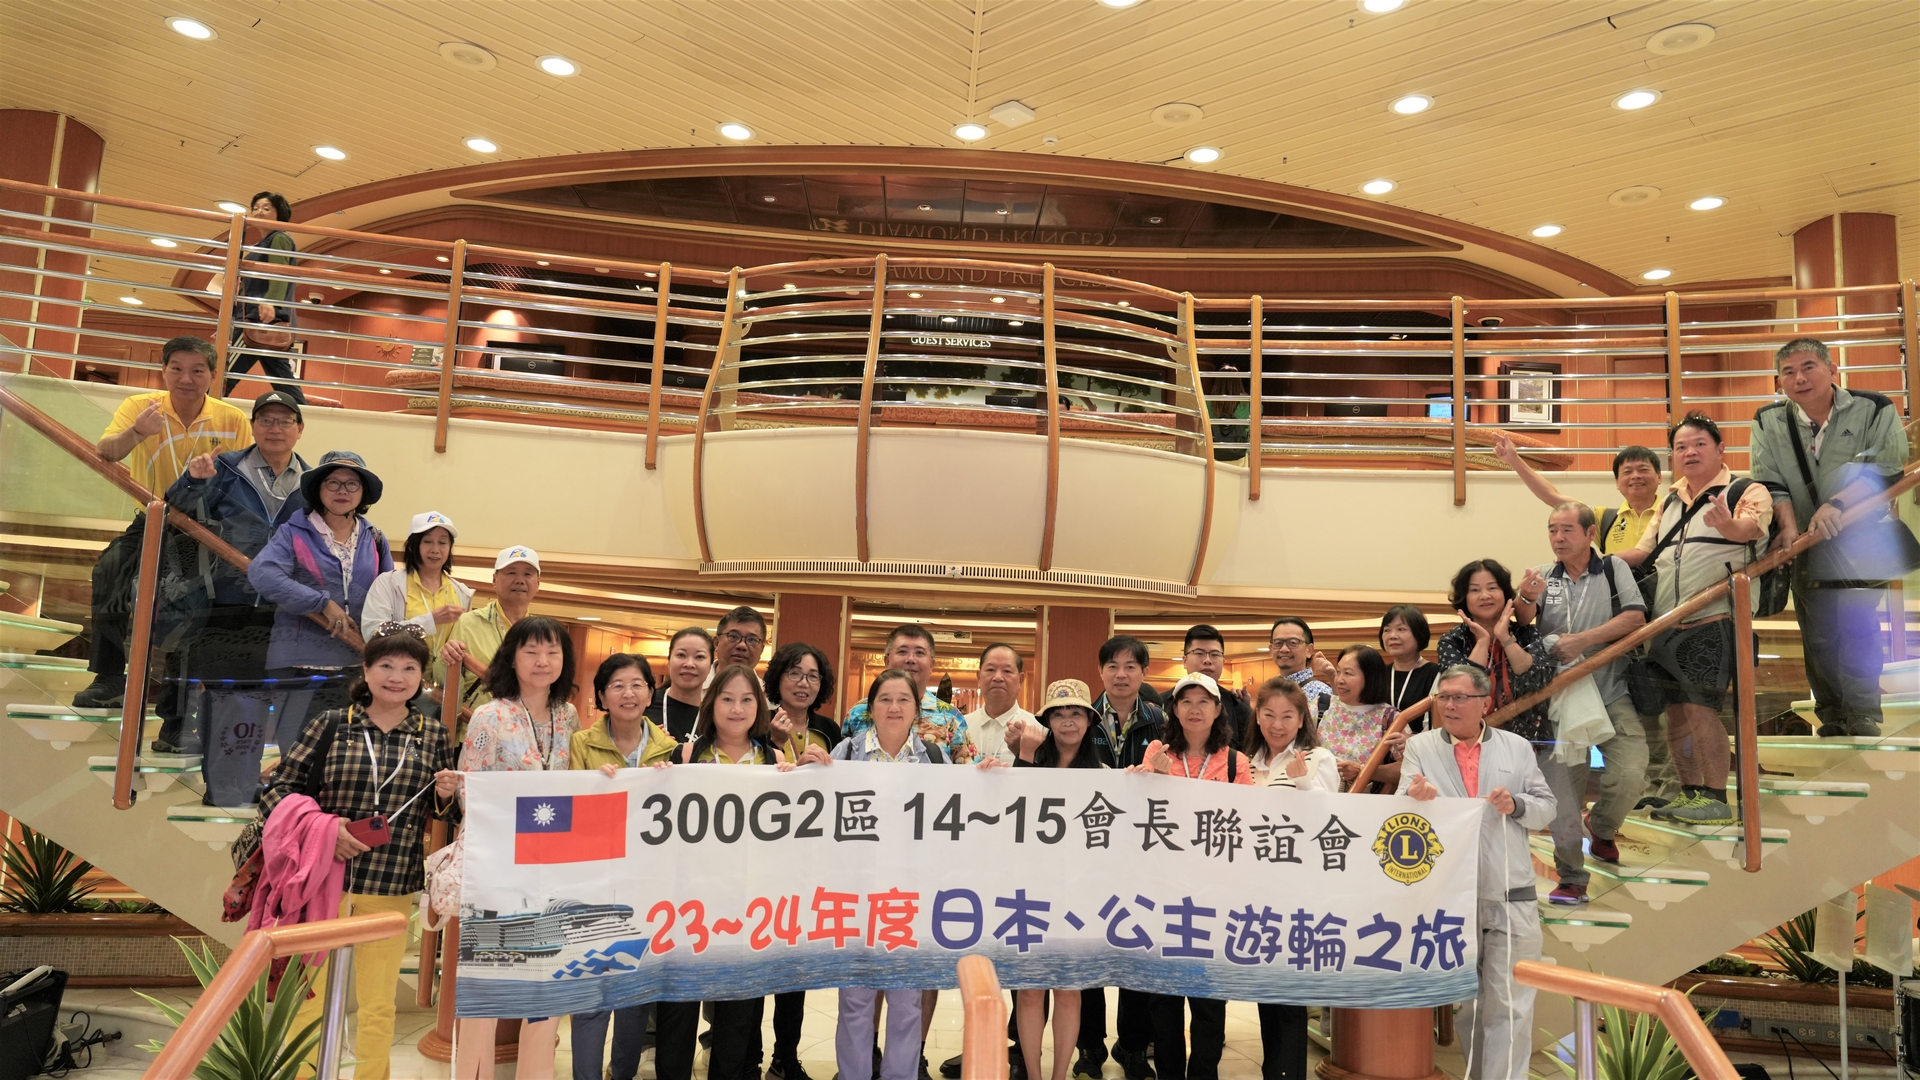 DIAMOND PRINCESS
GUEST SERVICES
300G2區 14~15會長聯誼會
LIONS
L
INTERNATIONAL
23~24年度日本、公主遊輪之旅